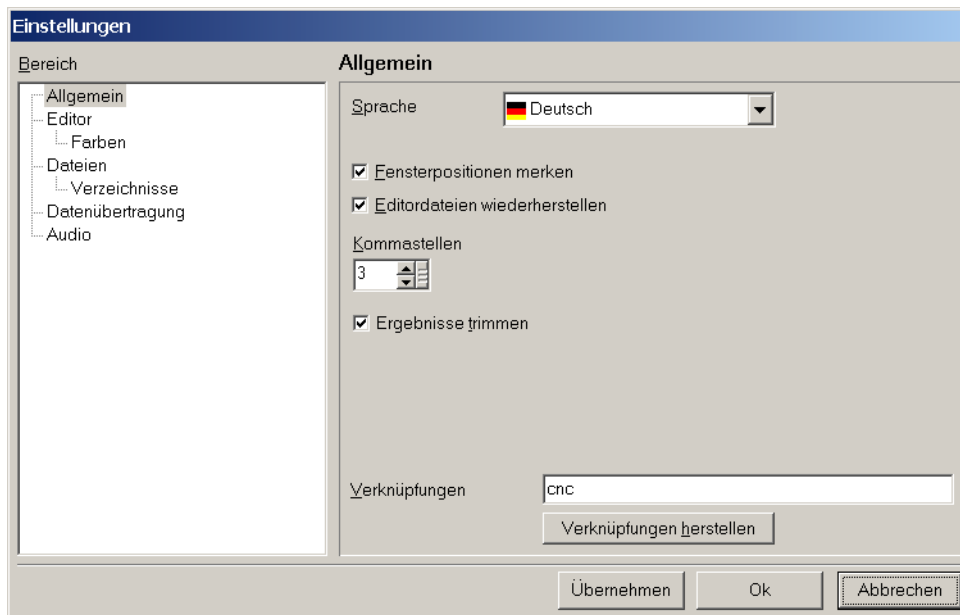 Einstellungen
Bereich
Allgemein
Editor
Farben
Dateien
Verzeichnisse
Datenübertragung
Audio
Allgemein
Sprache
Deutsch
Fensterpositionen merken
Editordateien wiederherstellen
Kommastellen
3
Ergebnisse trimmen
Verknüpfungen
cnc
Verknüpfungen herstellen
Übernehmen
Ok
Abbrechen